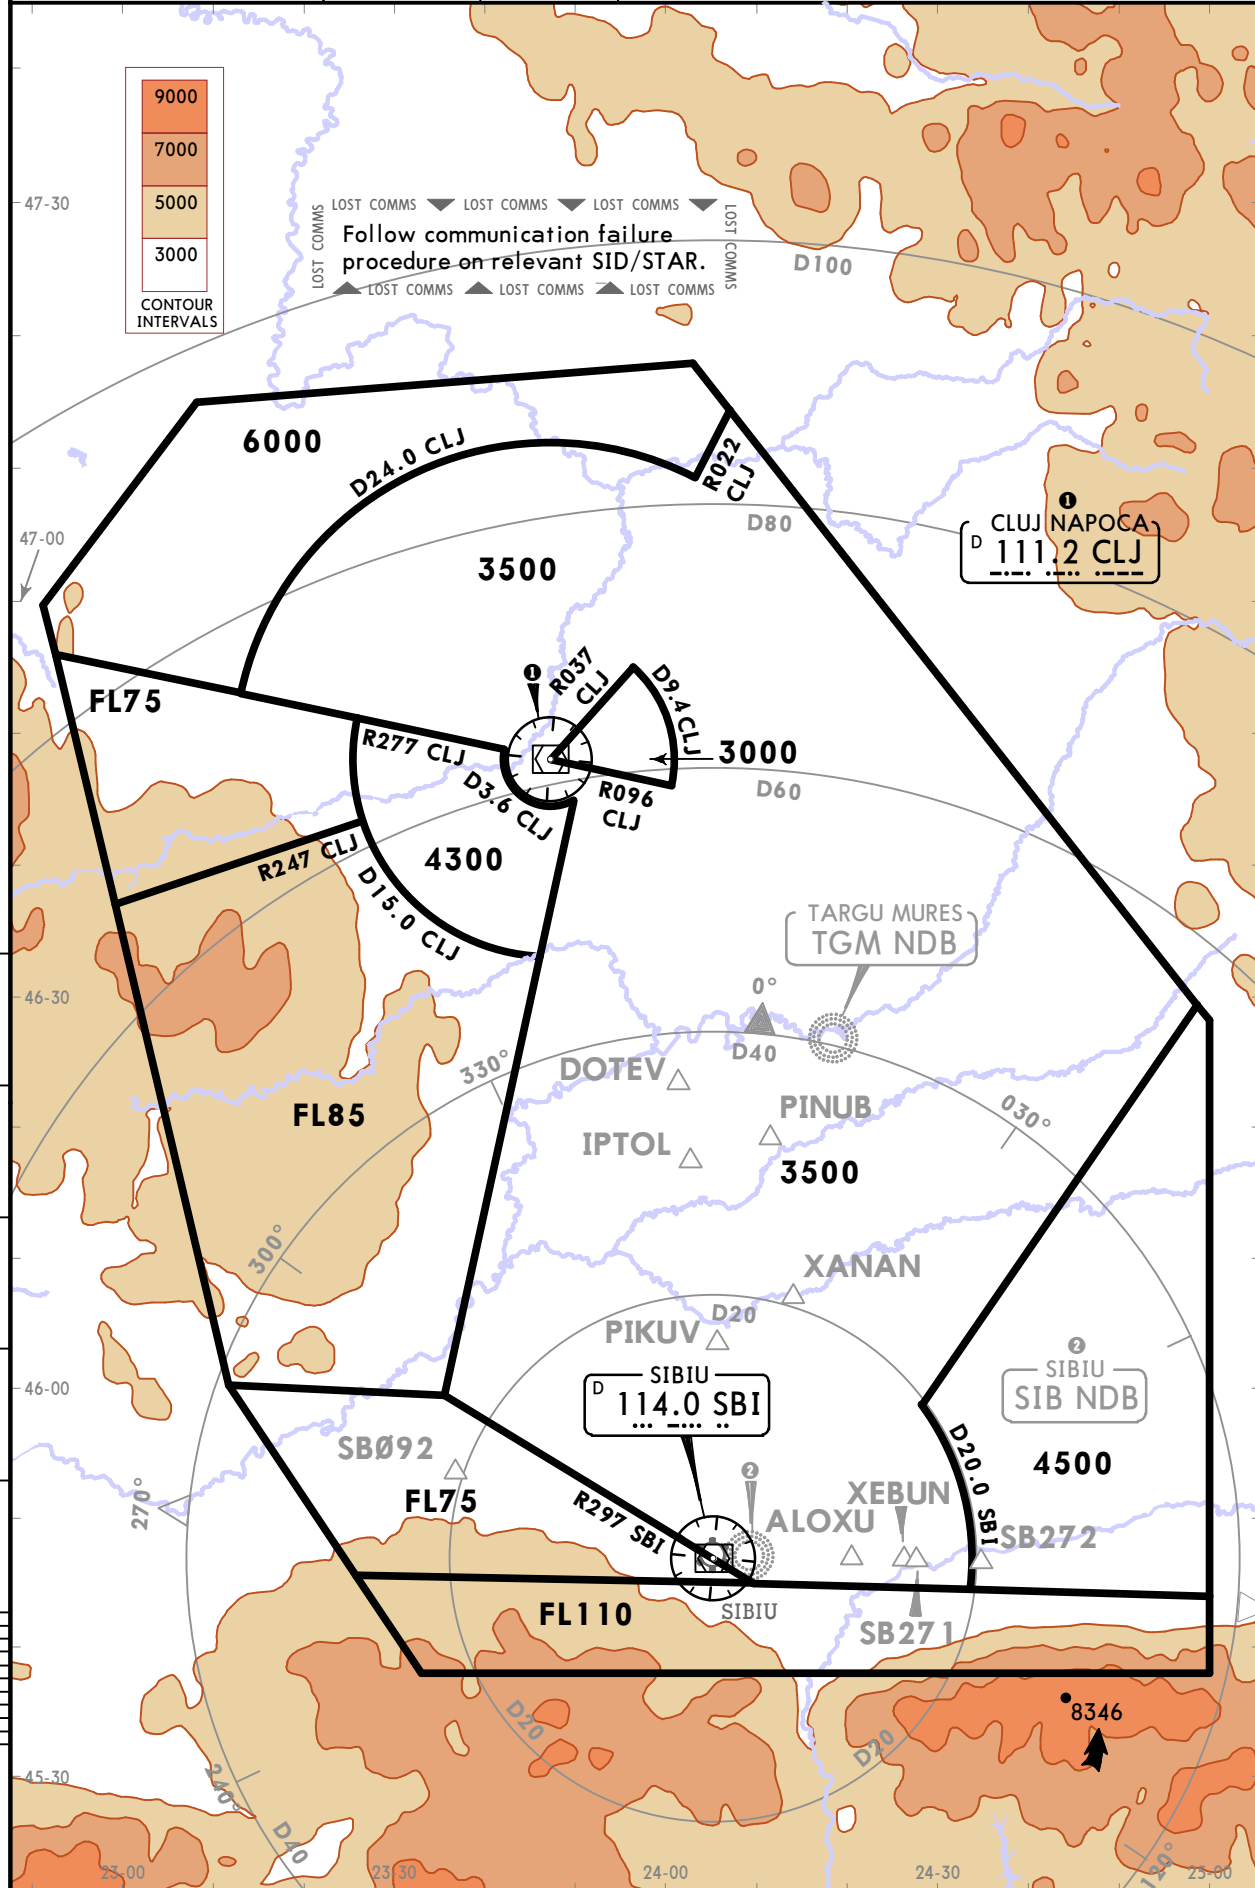 9000
7000
5000
3000
CONTOUR
INTERVALS
47-30
LOST COMMS LOST COMMS LOST COMMS
LOST COMMS
Follow communication failure
procedure on relevant SID/STAR.
LOST COMMS
LOST COMMS LOST COMMS LOST COMMS
D100
6000
D24.0 CLJ
R022
CLJ
D80
47-00
1
CLUJ NAPOCA
D 111.2 CLJ
3500
FL75
1
R037
CLJ
D9.4 CLJ
R277 CLJ
3000
D3.6 CLJ
R096
CLJ
D60
R247 CLJ
4300
D15.0 CLJ
TARGU MURES
TGM NDB
46-30
0°
D40
330°
DOTEV
PINUB
030°
FL85
IPTOL
3500
300°
XANAN
D20
PIKUV
2
SIBIU
SIB NDB
46-00
SIBIU
D 114.0 SBI
SBØ92
4500
D20.0 SBI
270°
FL75
2
XEBUN
R297 SBI
ALOXU
SB272
SIBIU
FL110
SB271
8346
D20
D20
45-30
240°
D40
120°
23-00
23-30
24-00
24-30
25-00